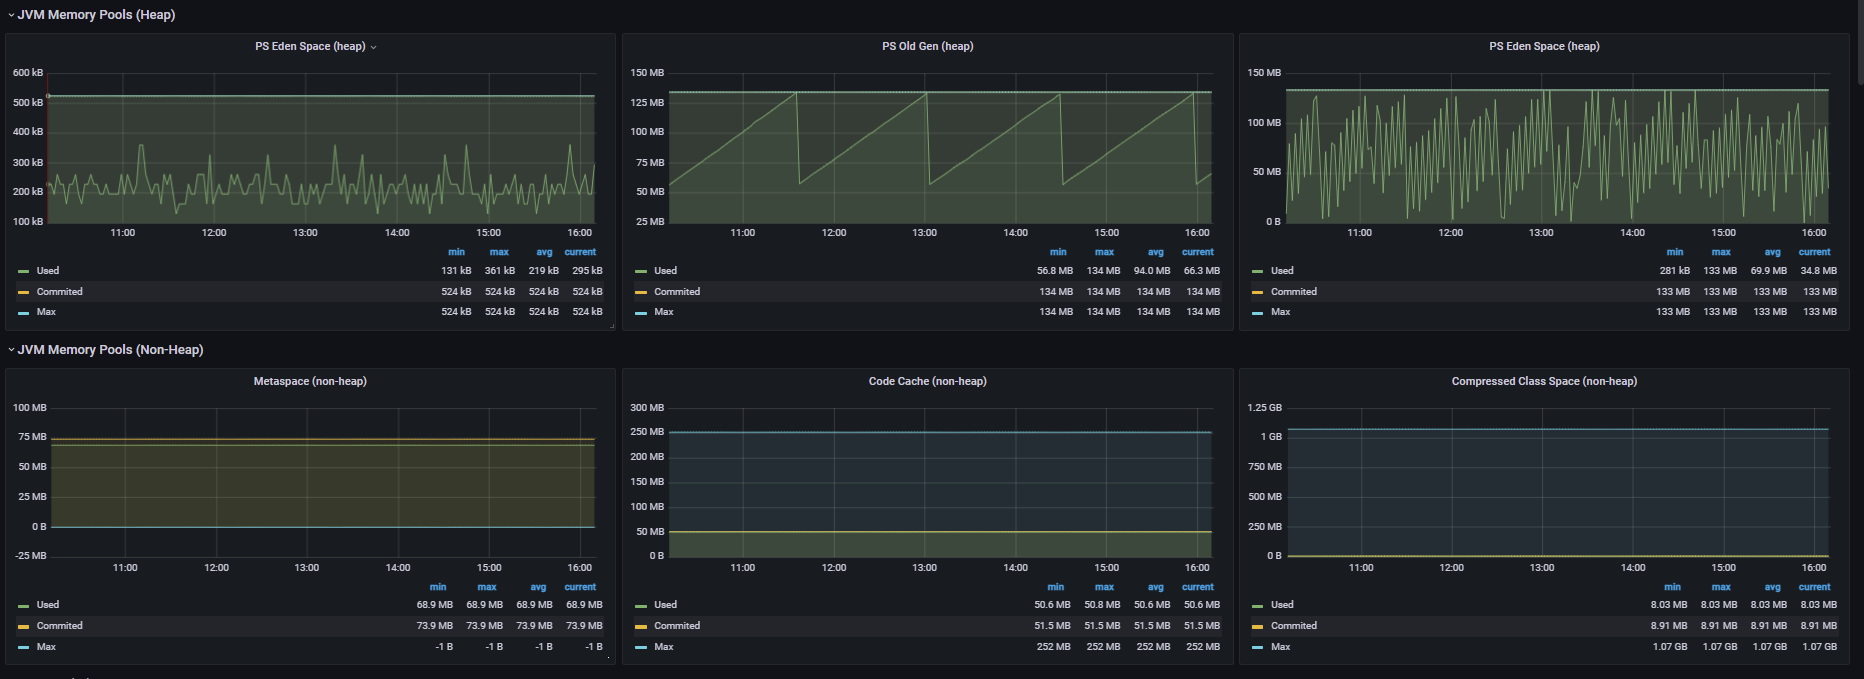 JVM Memory Pools (Heap)
PS Eden Space (heap)
600 kB
500 kB
400 kB
300 kB
200 kB
100 kB
11:00 12:00 13:00 14:00 15:00 16:00
min max avg current
Used 131 kB 361 kB 219 kB 295 kB
Commited 524 kB 524 kB 524 kB 524 kB
Max 524 kB 524 kB 524 kB 524 kB
PS Old Gen (heap)
150 MB
125 MB
100 MB
75 MB
50 MB
25 MB
11:00 12:00 13:00 14:00 15:00 16:00
min max avg current
Used 56.8 MB 134 MB 94.0 MB 66.3 MB
Commited 134 MB 134 MB 134 MB 134 MB
Max 134 MB 134 MB 134 MB 134 MB
PS Eden Space (heap)
150 MB
100 MB
50 MB
0 B
11:00 12:00 13:00 14:00 15:00 16:00
min max avg current
Used 281 kB 133 MB 69.9 MB 34.8 MB
Commited 133 MB 133 MB 133 MB 133 MB
Max 133 MB 133 MB 133 MB 133 MB
JVM Memory Pools (Non-Heap)
Metaspace (non-heap)
100 MB
75 MB
50 MB
25 MB
0 B
-25 MB
11:00 12:00 13:00 14:00 15:00 16:00
min max avg current
Used 68.9 MB 68.9 MB 68.9 MB 68.9 MB
Commited 73.9 MB 73.9 MB 73.9 MB 73.9 MB
Max -1 B -1 B -1 B -1 B
Code Cache (non-heap)
300 MB
250 MB
200 MB
150 MB
100 MB
50 MB
0 B
11:00 12:00 13:00 14:00 15:00 16:00
min max avg current
Used 50.6 MB 50.8 MB 50.6 MB 50.6 MB
Commited 51.5 MB 51.5 MB 51.5 MB 51.5 MB
Max 252 MB 252 MB 252 MB 252 MB
Compressed Class Space (non-heap)
1.25 GB
1 GB
750 MB
500 MB
250 MB
0 B
11:00 12:00 13:00 14:00 15:00 16:00
min max avg current
Used 8.03 MB 8.03 MB 8.03 MB 8.03 MB
Commited 8.91 MB 8.91 MB 8.91 MB 8.91 MB
Max 1.07 GB 1.07 GB 1.07 GB 1.07 GB